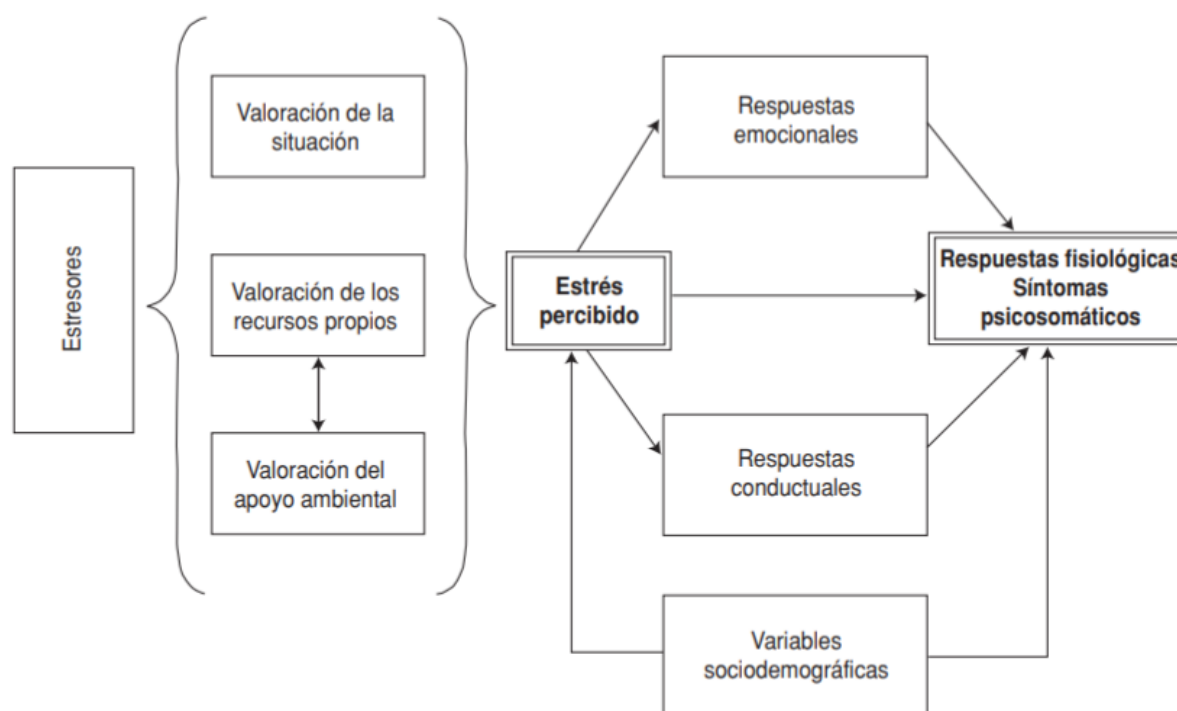 Estresores
Valoración de la
situación
Valoración de los
recursos propios
Valoración del
apoyo ambiental
Estrés
percibido
Respuestas
emocionales
Respuestas
conductuales
Variables
sociodemográficas
Respuestas fisiológicas
Síntomas
psicosomáticos